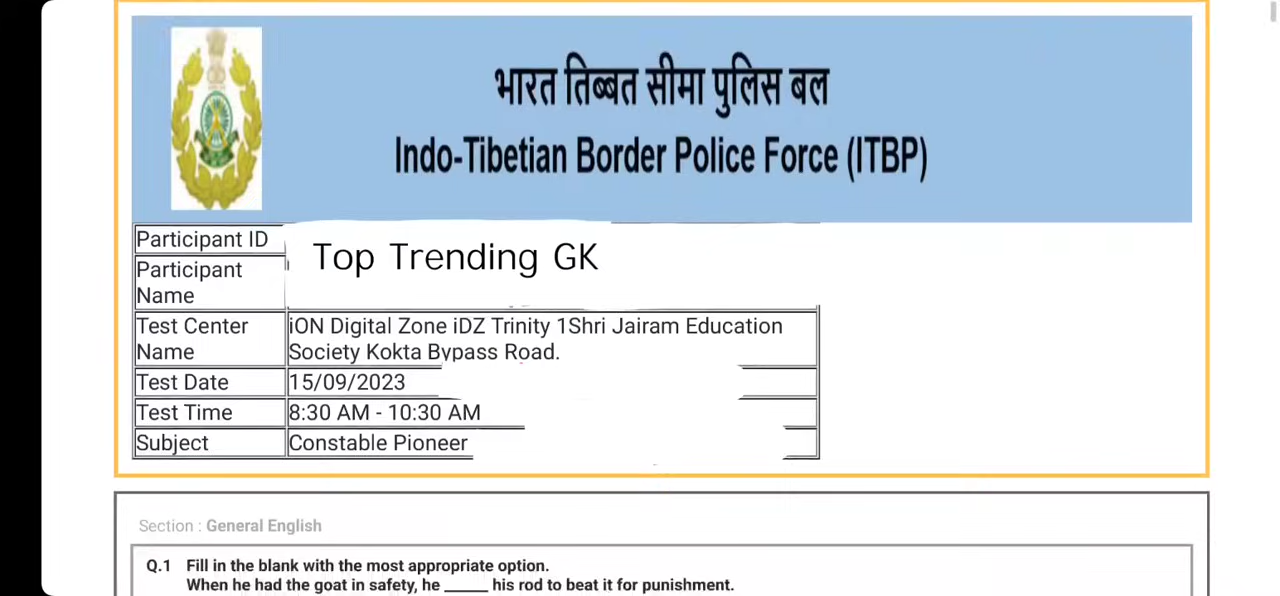 भारत तिब्बत सीमा पुलिस बल
Indo-Tibetian Border Police Force (ITBP)
Participant ID
Top Trending GK
Participant
Name
Test Center
Name
iON Digital Zone iDZ Trinity 1Shri Jairam Education
Society Kokta Bypass Road.
Test Date 15/09/2023
Test Time 8:30 AM - 10:30 AM
Subject Constable Pioneer
Section : General English
Q.1 Fill in the blank with the most appropriate option.
When he had the goat in safety, he _____ his rod to beat it for punishment.